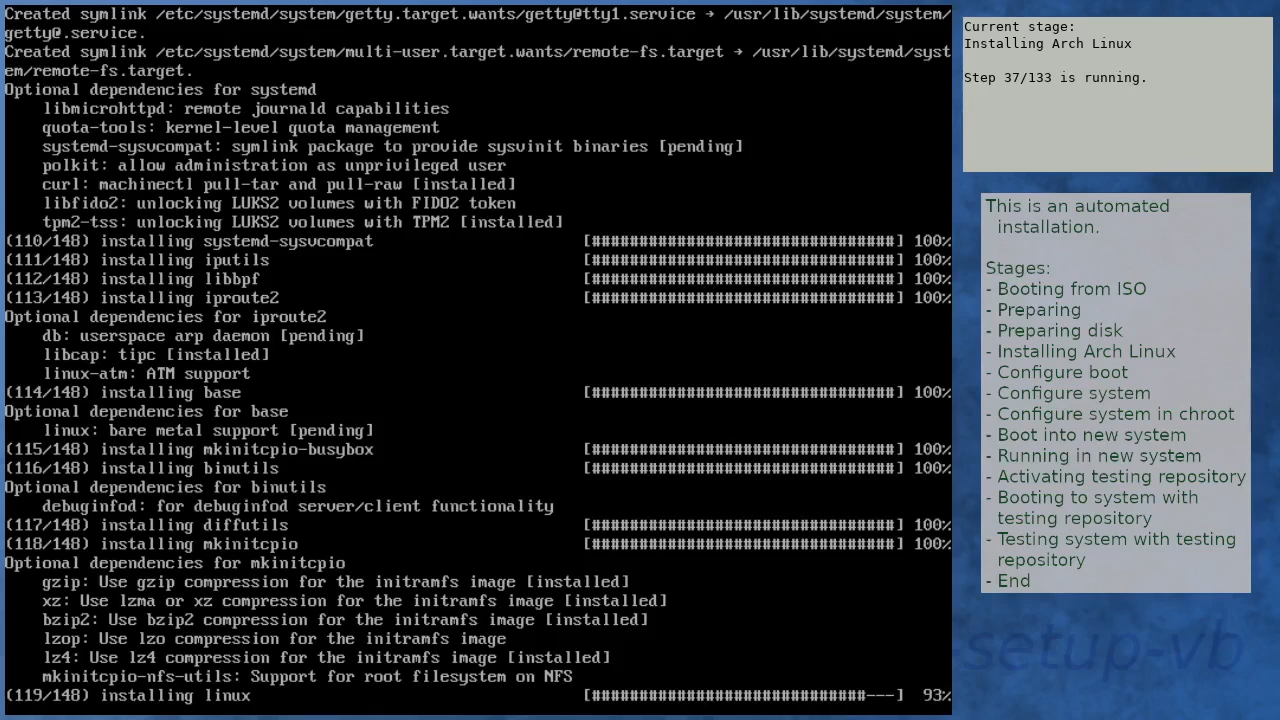 Created symlink /etc/systemd/system/getty.target.wants/getty@tty1.service → /usr/lib/systemd/system/
getty@.service.
Created symlink /etc/systemd/system/multi-user.target.wants/remote-fs.target → /usr/lib/systemd/syst
em/remote-fs.target.
Optional dependencies for systemd
    libmicrohttpd: remote journald capabilities
    quota-tools: kernel-level quota management
    systemd-sysvcompat: symlink package to provide sysvinit binaries [pending]
    polkit: allow administration as unprivileged user
    curl: machinectl pull-tar and pull-raw [installed]
    libfido2: unlocking LUKS2 volumes with FIDO2 token
    tpm2-tss: unlocking LUKS2 volumes with TPM2 [installed]
(110/148) installing systemd-sysvcompat [################################] 100%
(111/148) installing iputils [################################] 100%
(112/148) installing libbpf [################################] 100%
(113/148) installing iproute2 [################################] 100%
Optional dependencies for iproute2
    db: userspace arp daemon [pending]
    libcap: tipc [installed]
    linux-atm: ATM support
(114/148) installing base [################################] 100%
Optional dependencies for base
    linux: bare metal support [pending]
(115/148) installing mkinitcpio-busybox [################################] 100%
(116/148) installing binutils [################################] 100%
Optional dependencies for binutils
    debuginfod: for debuginfod server/client functionality
(117/148) installing diffutils [################################] 100%
(118/148) installing mkinitcpio [################################] 100%
Optional dependencies for mkinitcpio
    gzip: Use gzip compression for the initramfs image [installed]
    xz: Use lzma or xz compression for the initramfs image [installed]
    bzip2: Use bzip2 compression for the initramfs image [installed]
    lzop: Use lzo compression for the initramfs image
    lz4: Use lz4 compression for the initramfs image [installed]
    mkinitcpio-nfs-utils: Support for root filesystem on NFS
(119/148) installing linux [#############################---] 93%
Current stage:
Installing Arch Linux
Step 37/133 is running.
This is an automated
installation.
Stages:
- Booting from ISO
- Preparing
- Preparing disk
- Installing Arch Linux
- Configure boot
- Configure system
- Configure system in chroot
- Boot into new system
- Running in new system
- Activating testing repository
- Booting to system with
testing repository
- Testing system with testing
repository
- End
-setup-vb